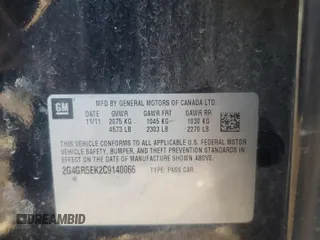 GM
MFD BY GENERAL MOTORS OF CANADA LTD.
DATE GVWR GAWR FRT GAWR RR
11/11 2075 KG 1045 KG 1030 KG
4573 LB 2303 LB 2270 LB
THIS VEHICLE CONFORMS TO ALL APPLICABLE U.S. FEDERAL MOTOR
VEHICLE SAFETY, BUMPER, AND THEFT PREVENTION STANDARDS IN EFFECT
ON THE DATE OF MANUFACTURE SHOWN ABOVE.
2G4GR5EK2C9140066 TYPE: PASS CAR
CARANDBID